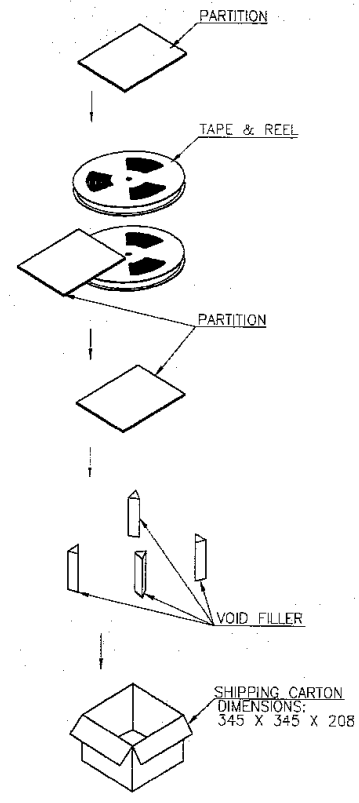 PARTITION
TAPE & REEL
PARTITION
VOID FILLER
SHIPPING CARTON
DIMENSIONS:
345 X 345 X 208